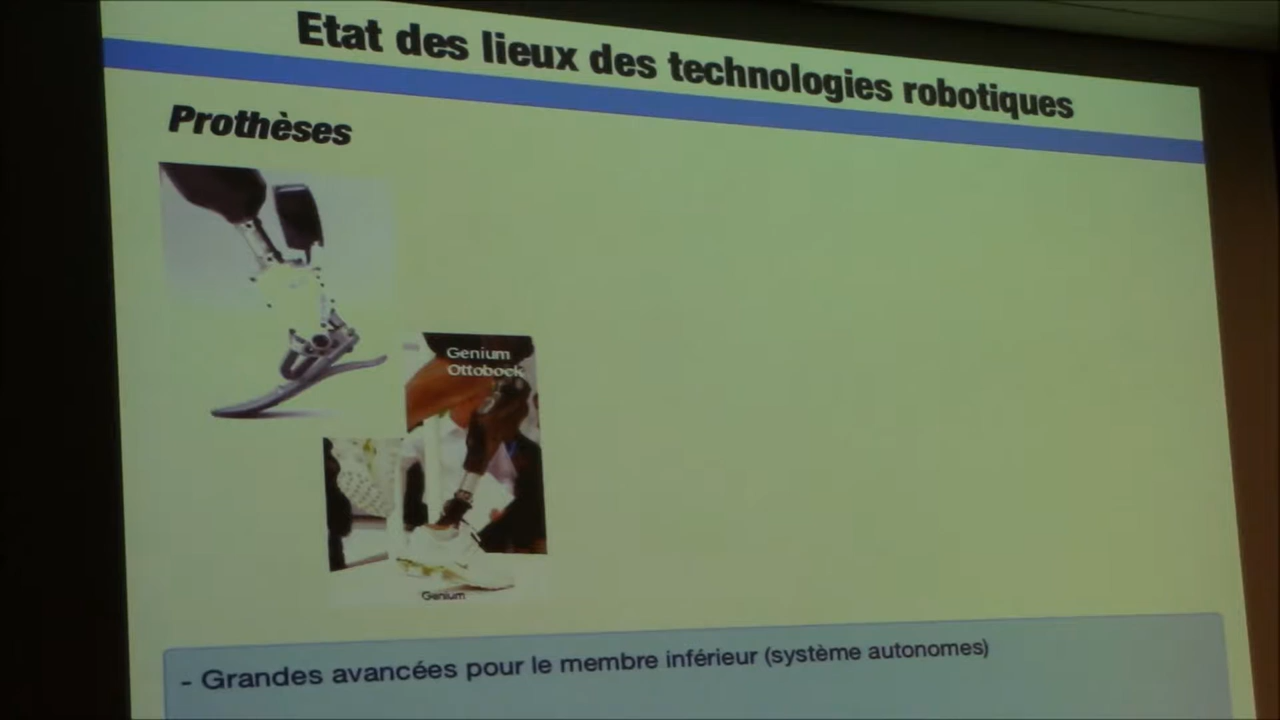 Etat des lieux des technologies robotiques
Prothèses
Genium
Ottobock
Genium
- Grandes avancées pour le membre inférieur (système autonomes)